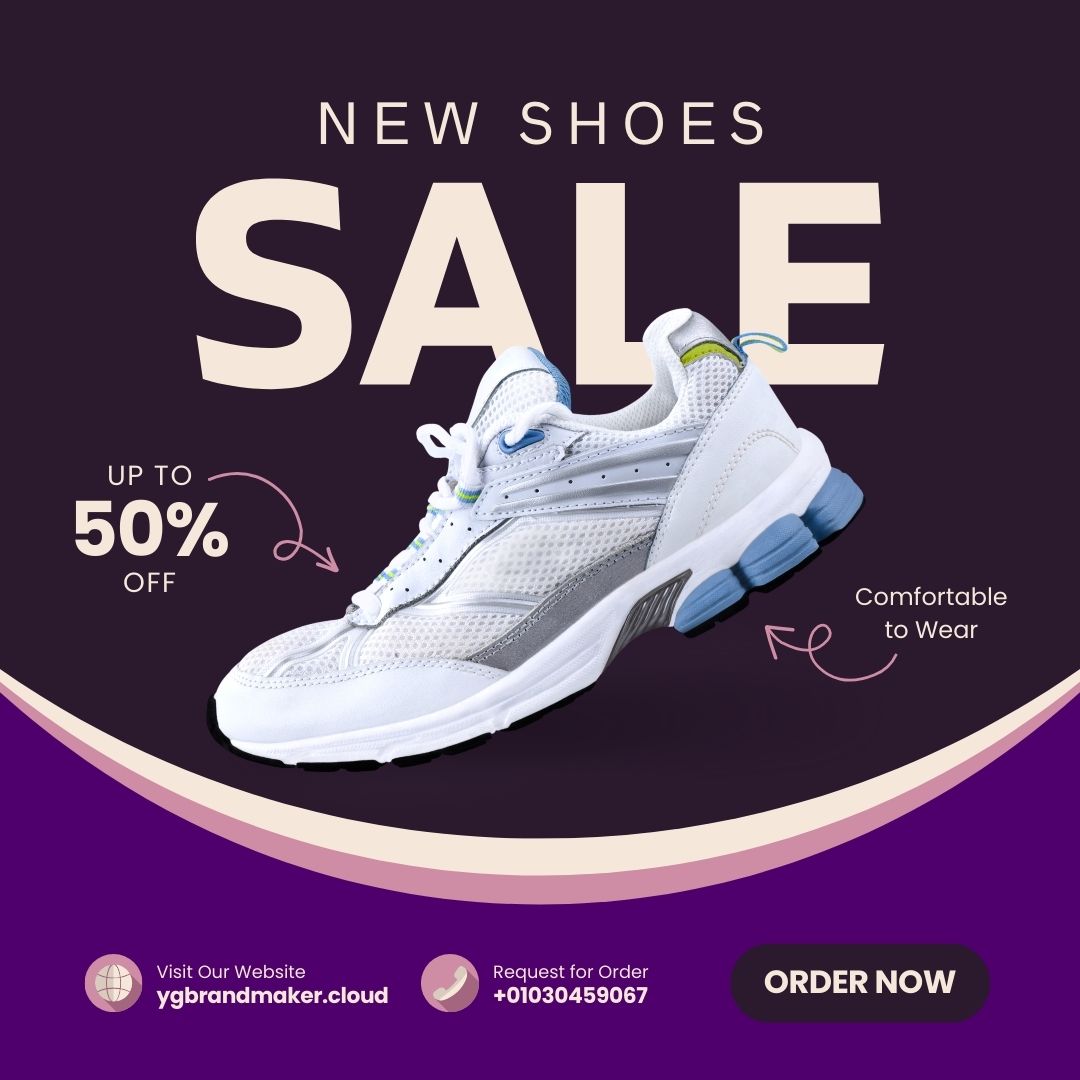 NEW SHOES
SALE
UP TO
50%
OFF
Comfortable
to Wear
Visit Our Website
ygbrandmaker.cloud
Request for Order
+01030459067
ORDER NOW